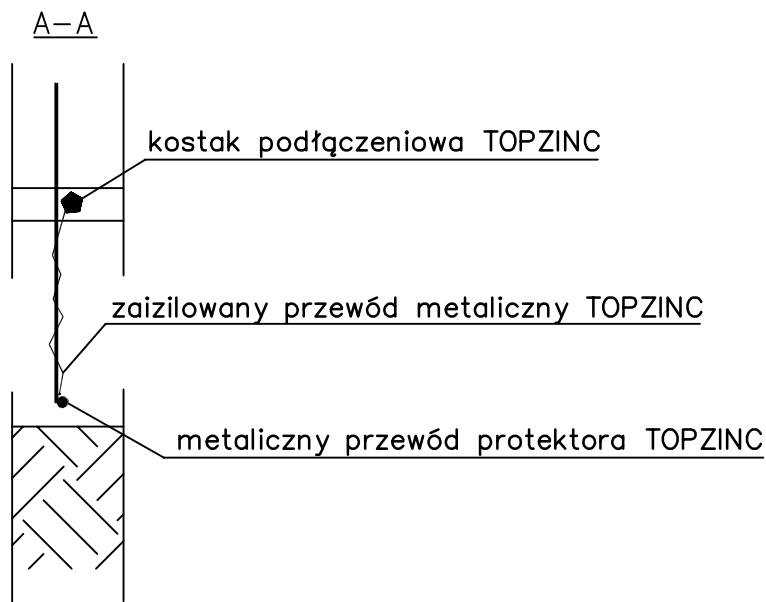 A-A
kostak podłączeniowa TOPZINC
zaizilowany przewód metaliczny TOPZINC
metaliczny przewód protektora TOPZINC